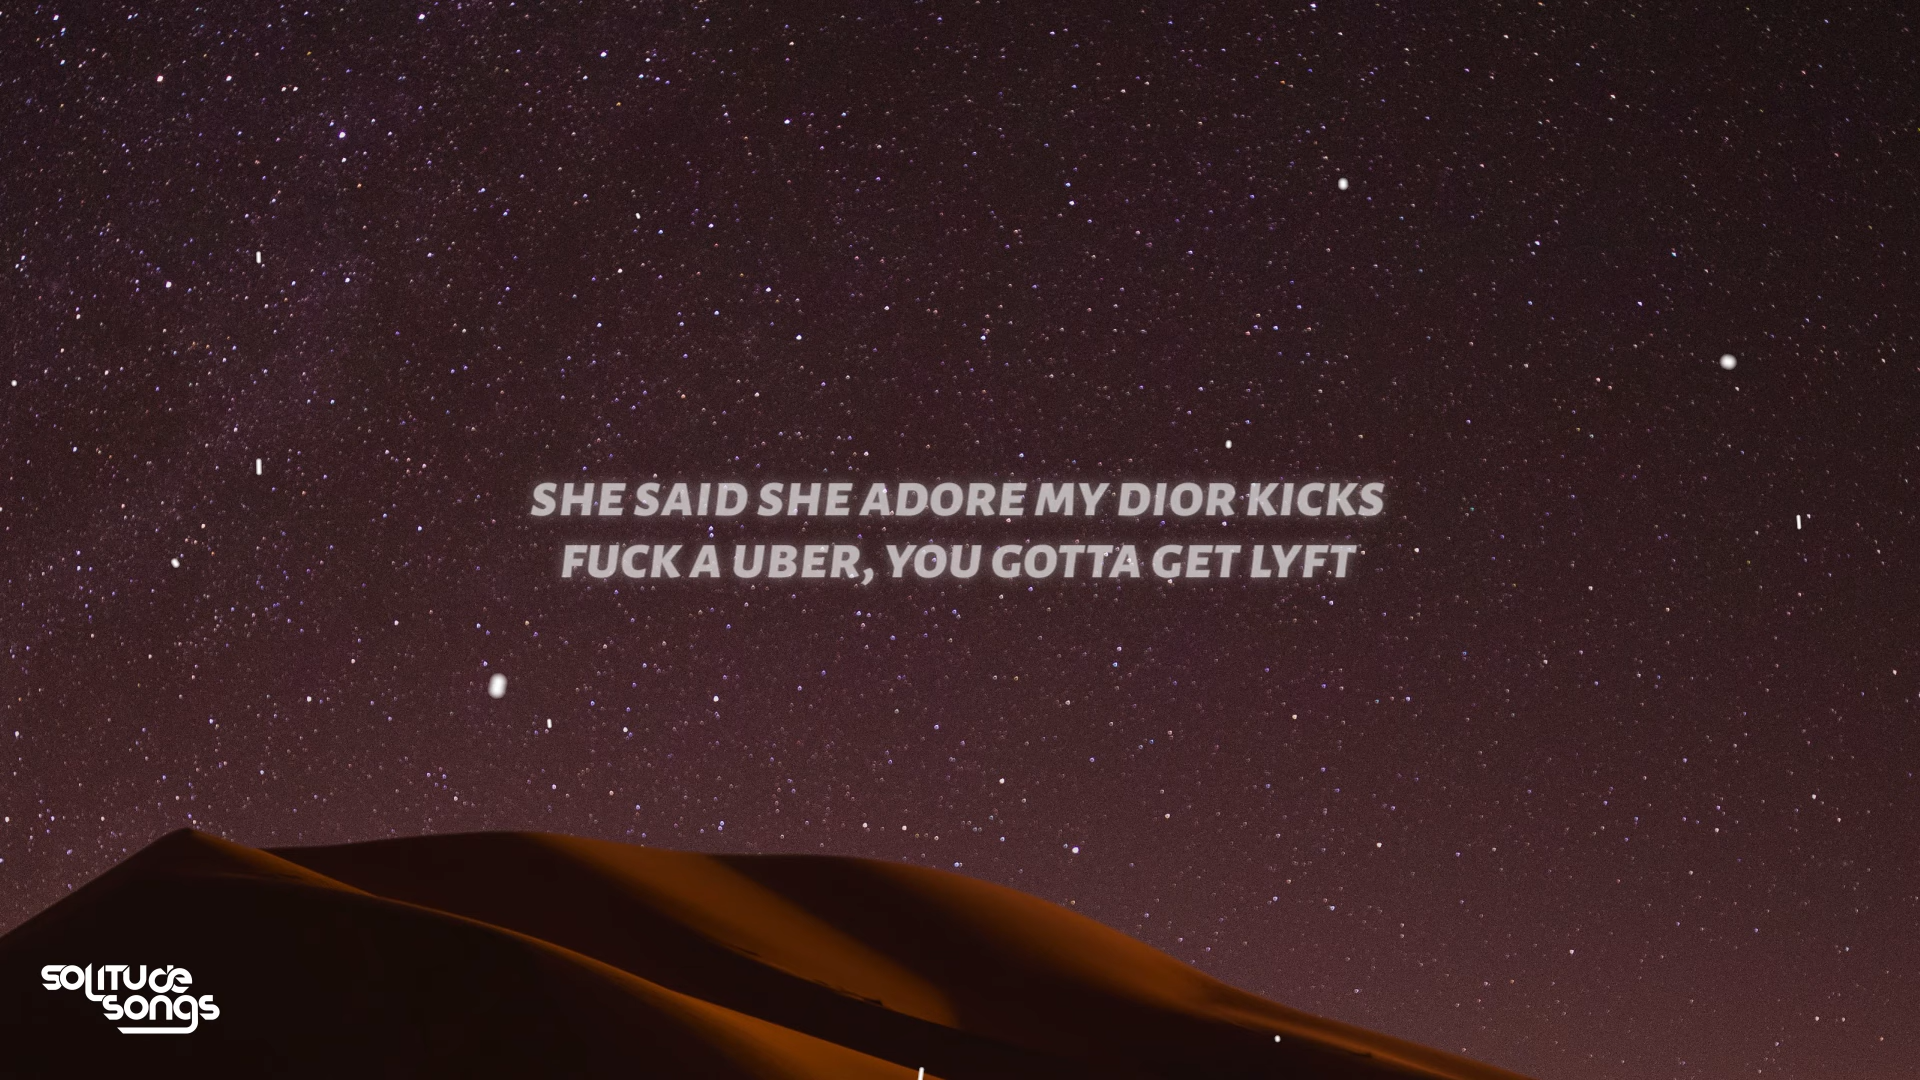 SHE SAID SHE ADORE MY DIOR KICKS
FUCK A UBER, YOU GOTTA GET LYFT
solitude
songs